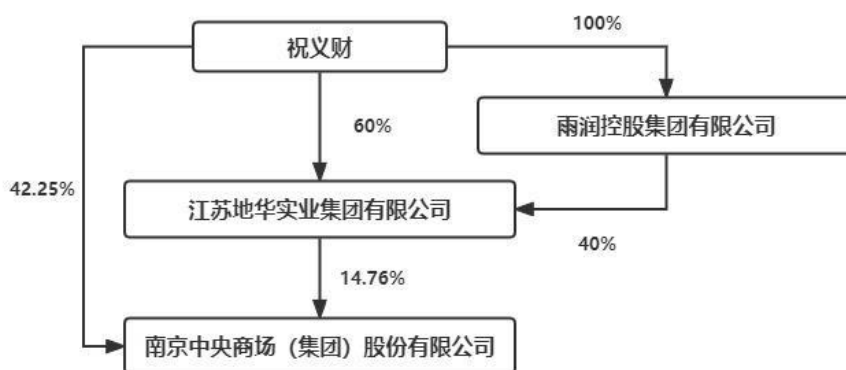 祝义财
100%
雨润控股集团有限公司
60%
42.25%
江苏地华实业集团有限公司
40%
14.76%
南京中央商场（集团）股份有限公司